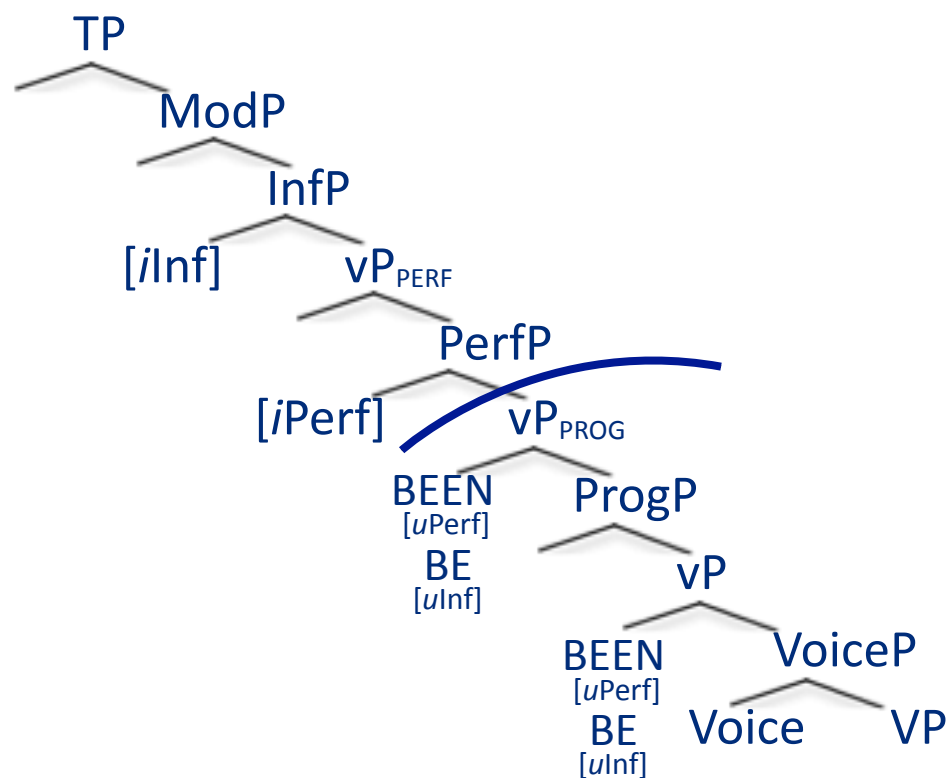 TP
ModP
InfP
[iInf]
vPPERF
PerfP
[iPerf]
vPPROG
BEEN
[uPerf]
BE
[uInf]
ProgP
vP
BEEN
[uPerf]
BE
[uInf]
VoiceP
Voice
VP